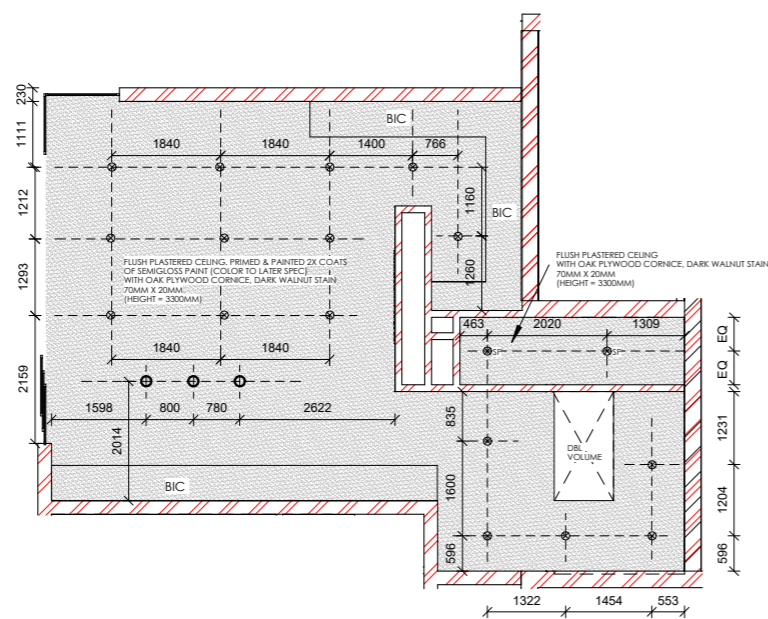 230
1111
1212
1293
2159
BIC
1840
1840
1400
766
1160
BIC
1260
FLUSH PLASTERED CELING. PRIMED & PAINTED 2X COATS
OF SEMIGLOSS PAINT (COLOR TO LATER SPEC)
WITH OAK PLYWOOD CORNICE, DARK WALNUT STAIN
70MM X 20MM
(HEIGHT = 3300MM)
FLUSH PLASTERED CELING
WITH OAK PLYWOOD CORNICE, DARK WALNUT STAIN
70MM X 20MM
(HEIGHT = 3300MM)
463
2020
1309
EQ
EQ
SP
SP
1840
1840
1598
800
780
2622
2014
BIC
835
1600
596
DBL
VOLUME
1231
1204
596
1322
1454
553